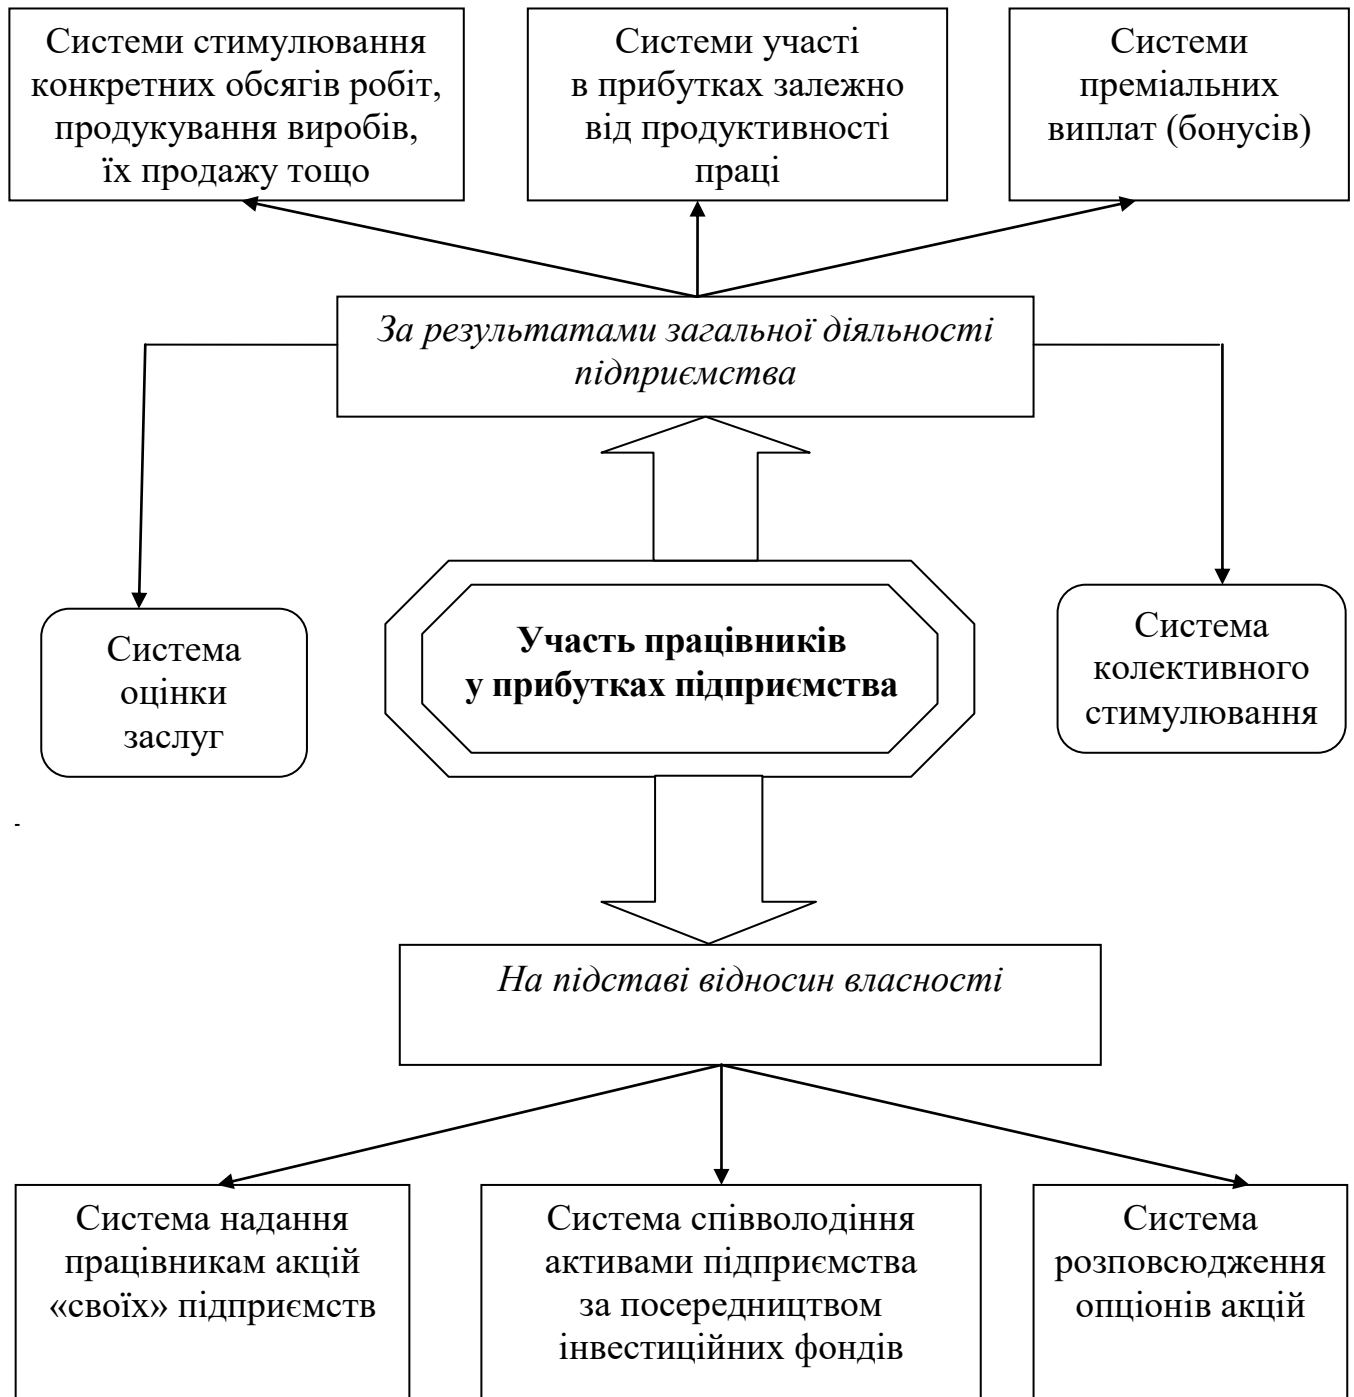 Системи стимулювання
конкретних обсягів робіт,
продукування виробів,
їх продажу тощо
Системи участі
в прибутках залежно
від продуктивності
праці
Системи
преміальних
виплат (бонусів)
За результатами загальної діяльності
підприємства
Система
оцінки
заслуг
Участь працівників
у прибутках підприємства
Система
колективного
стимулювання
-
На підставі відносин власності
Система надання
працівникам акцій
«своїх» підприємств
Система співволодіння
активами підприємства
за посередництвом
інвестиційних фондів
Система
розповсюдження
опціонів акцій